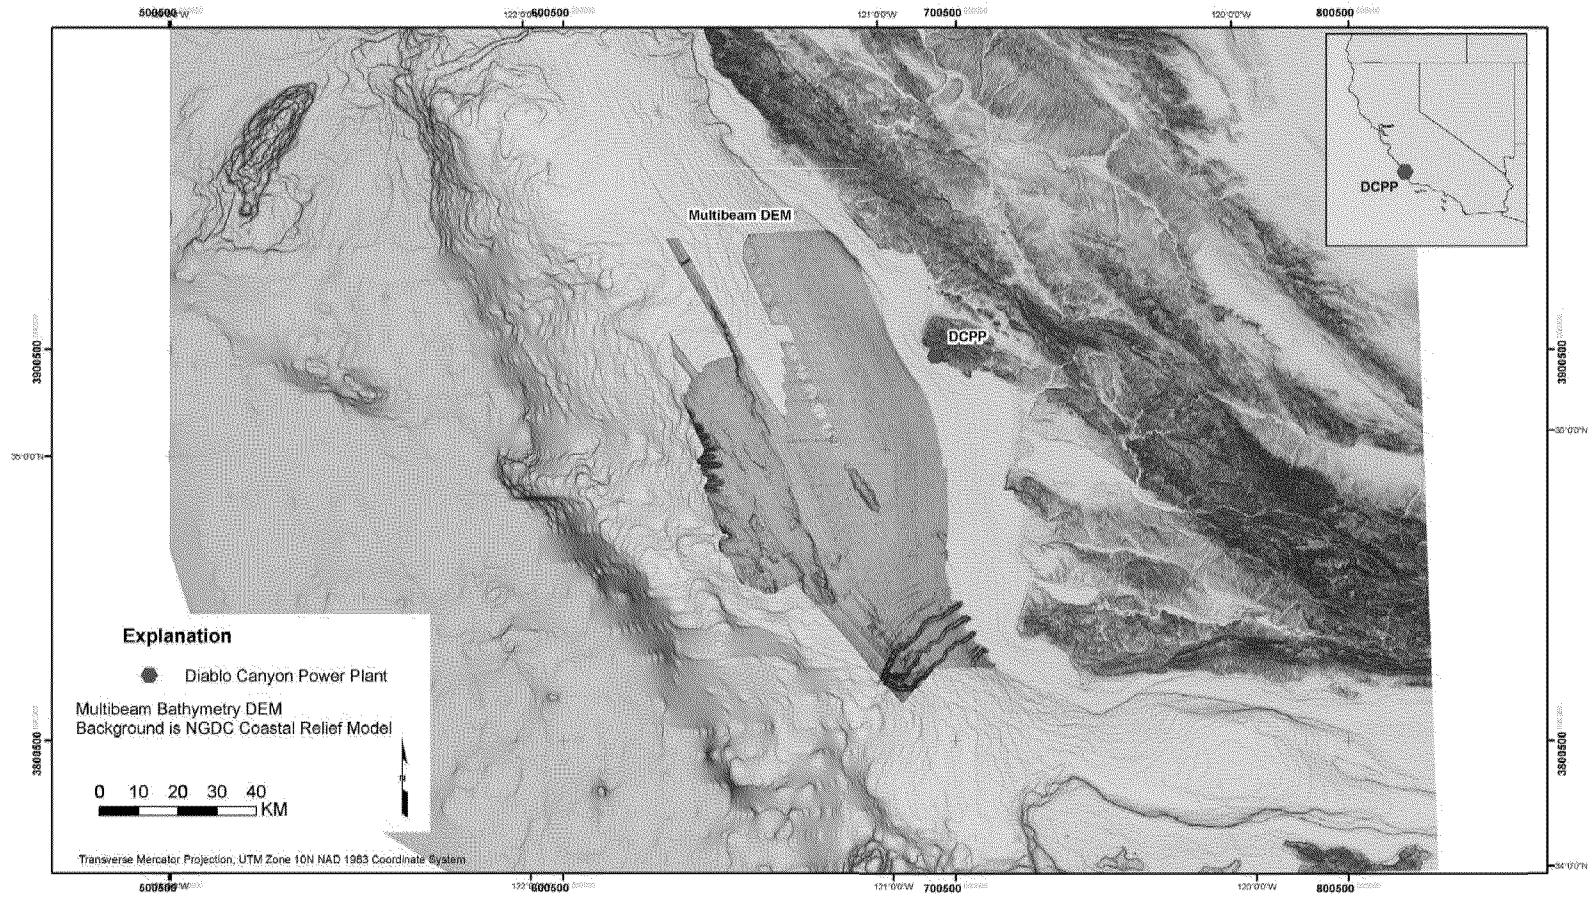 500500 600500 700500 800500
122°0'0"W 121°0'0"W 120°0'0"W
DCPP
Multibeam DEM
DCPP
3900500 3900500
35°0'0"N 35°0'0"N
Explanation
Diablo Canyon Power Plant
Multibeam Bathymetry DEM
Background is NGDC Coastal Relief Model
3800500 3800500
0 10 20 30 40
KM
N
Transverse Mercator Projection, UTM Zone 10N NAD 1983 Coordinate System
34°0'0"N
500500 600500 700500 800500
121°0'0"W 120°0'0"W